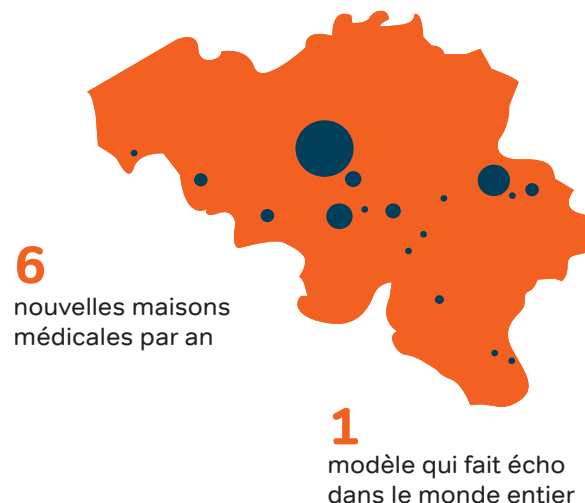 6
nouvelles maisons
médicales par an
1
modèle qui fait écho
dans le monde entier